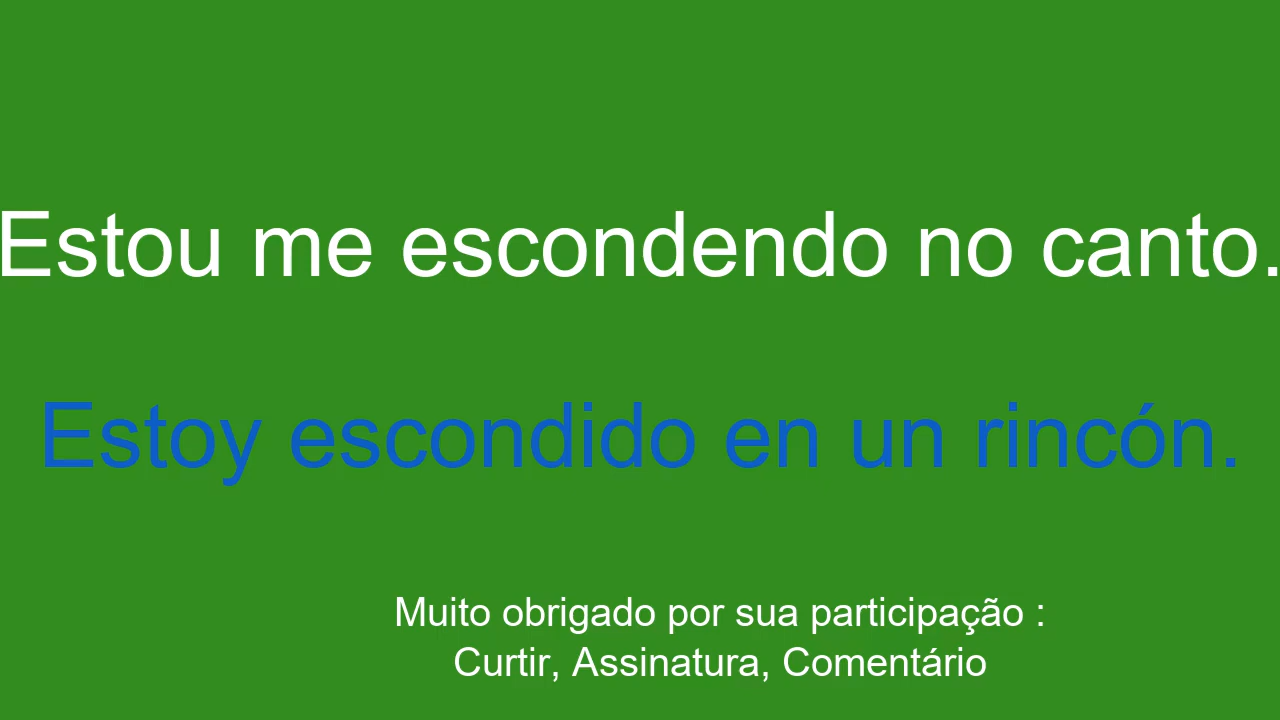 Estou me escondendo no canto.
Estoy escondido en un rincón.
Muito obrigado por sua participação :
Curtir, Assinatura, Comentário